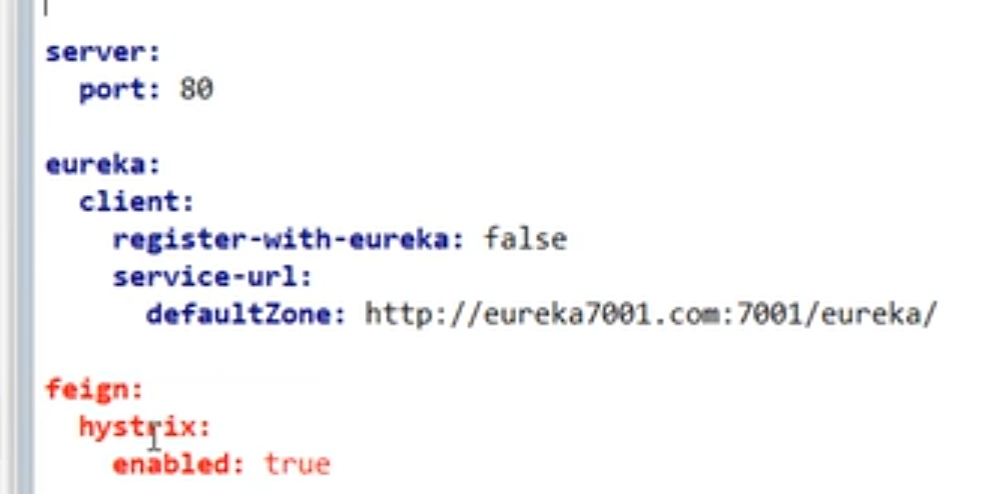 server:
  port: 80
eureka:
  client:
    register-with-eureka: false
    service-url:
      defaultZone: http://eureka7001.com:7001/eureka/
feign:
  hystrix:
    enabled: true